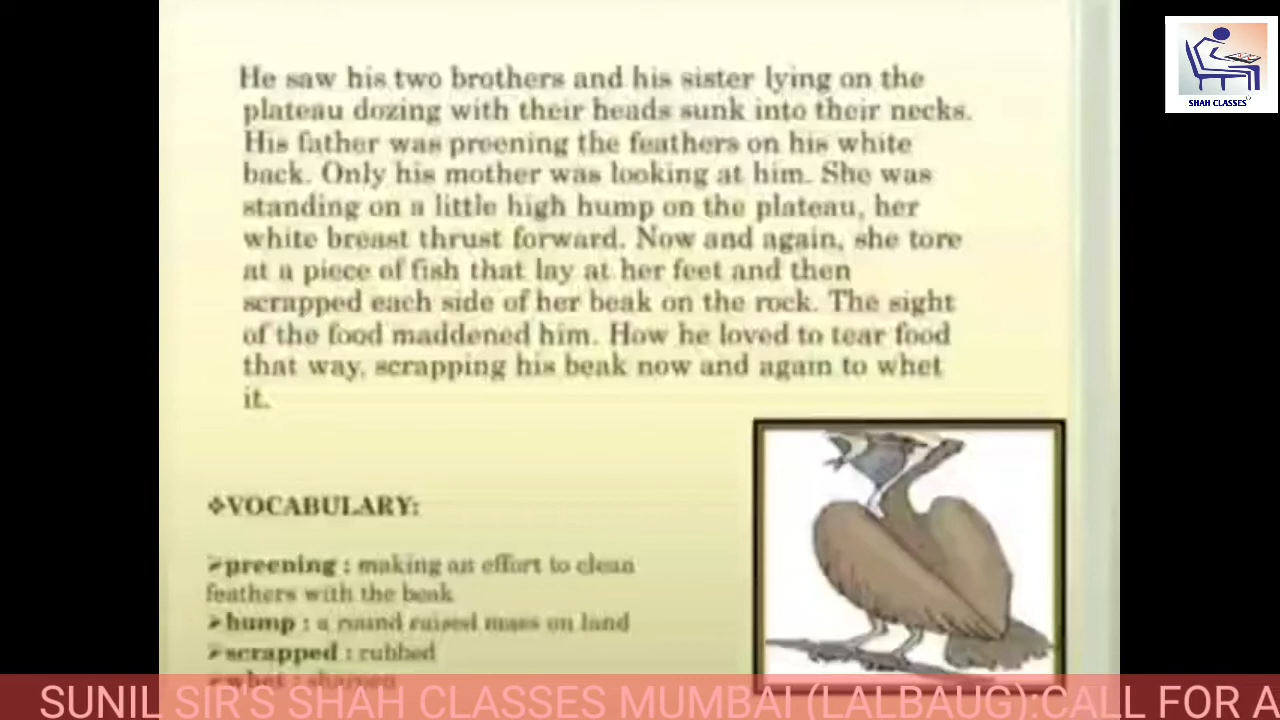 He saw his two brothers and his sister lying on the
plateau dozing with their heads sunk into their necks.
His father was preening the feathers on his white
back. Only his mother was looking at him. She was
standing on a little high hump on the plateau, her
white breast thrust forward. Now and again, she tore
at a piece of fish that lay at her feet and then
scrapped each side of her beak on the rock. The sight
of the food maddened him. How he loved to tear food
that way, scrapping his beak now and again to whet
it.
❖VOCABULARY:
➢preening : making an effort to clean
feathers with the beak
➢hump : a round raised mass on land
➢scrapped : rubbed
➢whet : sharpen
SUNIL SIR'S SHAH CLASSES MUMBAI (LALBAUG):CALL FOR A
SHAH CLASSES